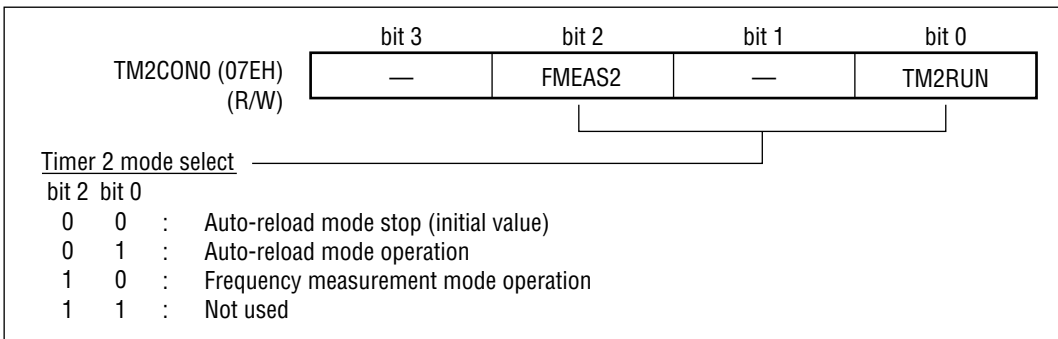 bit 3 bit 2 bit 1 bit 0
TM2CON0 (07EH) — FMEAS2 — TM2RUN
(R/W)
Timer 2 mode select
bit 2 bit 0
0 0 : Auto-reload mode stop (initial value)
0 1 : Auto-reload mode operation
1 0 : Frequency measurement mode operation
1 1 : Not used